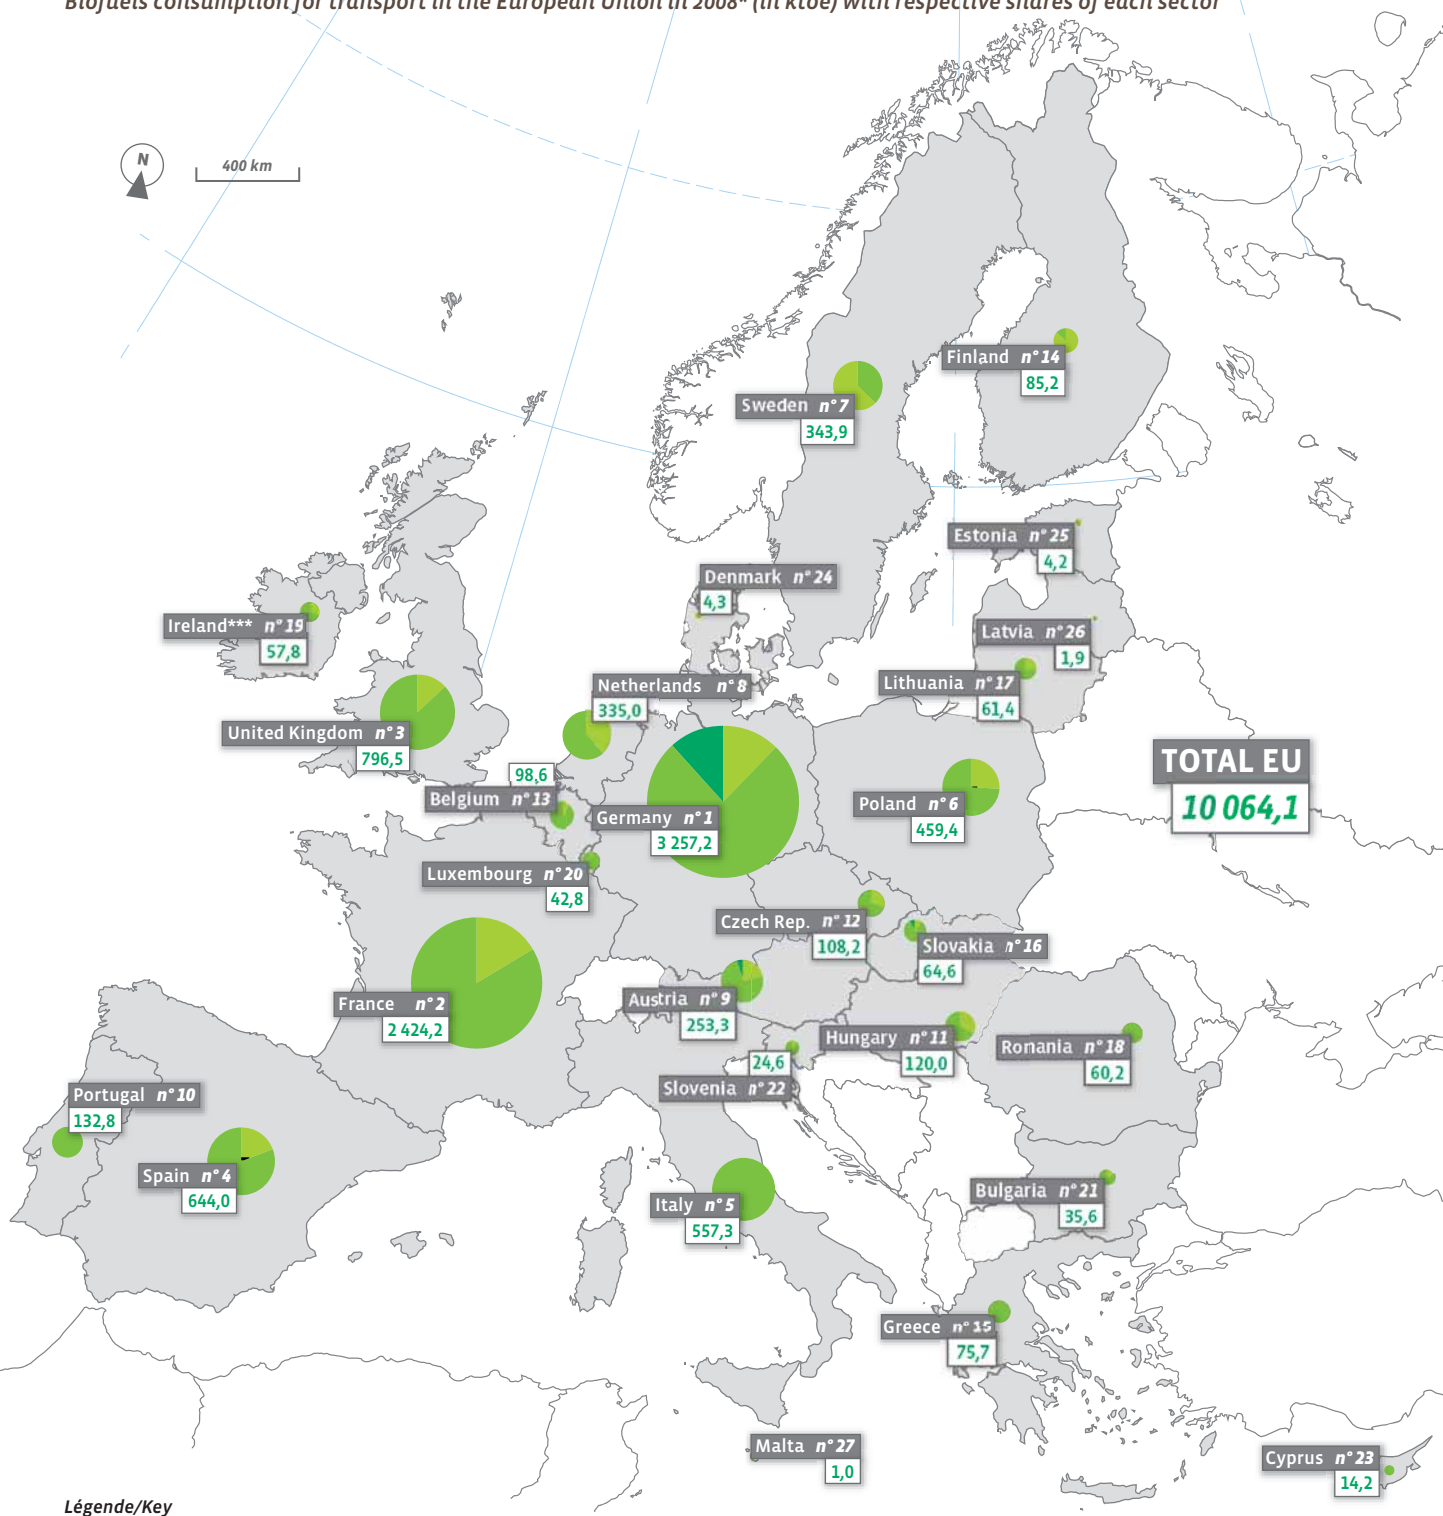 Biofuels consumption for transport in the European Union in 2008* (in ktoe) with respective shares of each sector
N
400 km
Finland n° 14
85,2
Sweden n° 7
343,9
Estonia n° 25
4,2
Denmark n° 24
4,3
Ireland*** n° 19
57,8
Latvia n° 26
1,9
Lithuania n° 17
61,4
Netherlands n° 8
335,0
United Kingdom n° 3
796,5
TOTAL EU
10 064,1
98,6
Belgium n° 13
Germany n° 1
3 257,2
Poland n° 6
459,4
Luxembourg n° 20
42,8
Czech Rep. n° 12
108,2
Slovakia n° 16
64,6
France n° 2
2 424,2
Austria n° 9
253,3
Hungary n° 11
120,0
Romania n° 18
60,2
24,6
Slovenia n° 22
Portugal n° 10
132,8
Spain n° 4
644,0
Italy n° 5
557,3
Bulgaria n° 21
35,6
Greece n° 15
75,7
Malta n° 27
1,0
Cyprus n° 23
14,2
Légende/Key